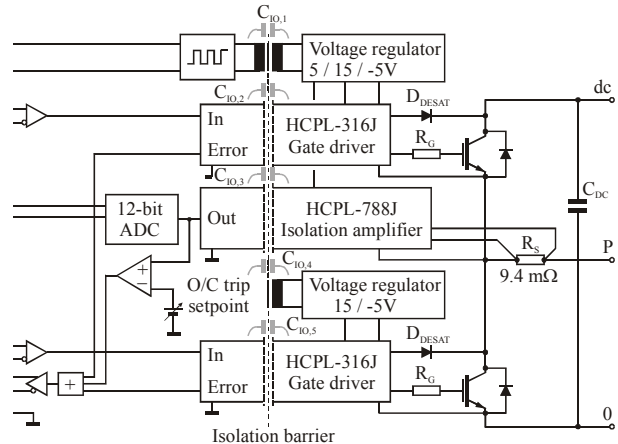 C_IO,1
Voltage regulator
5 / 15 / -5V
dc
C_IO,2
D_DESAT
In
Error
HCPL-316J
Gate driver
R_G
C_IO,3
12-bit
ADC
Out
HCPL-788J
Isolation amplifier
C_DC
R_S
P
9.4 mΩ
+
−
O/C trip
setpoint
C_IO,4
Voltage regulator
15 / -5V
C_IO,5
D_DESAT
In
Error
HCPL-316J
Gate driver
R_G
+
0
Isolation barrier